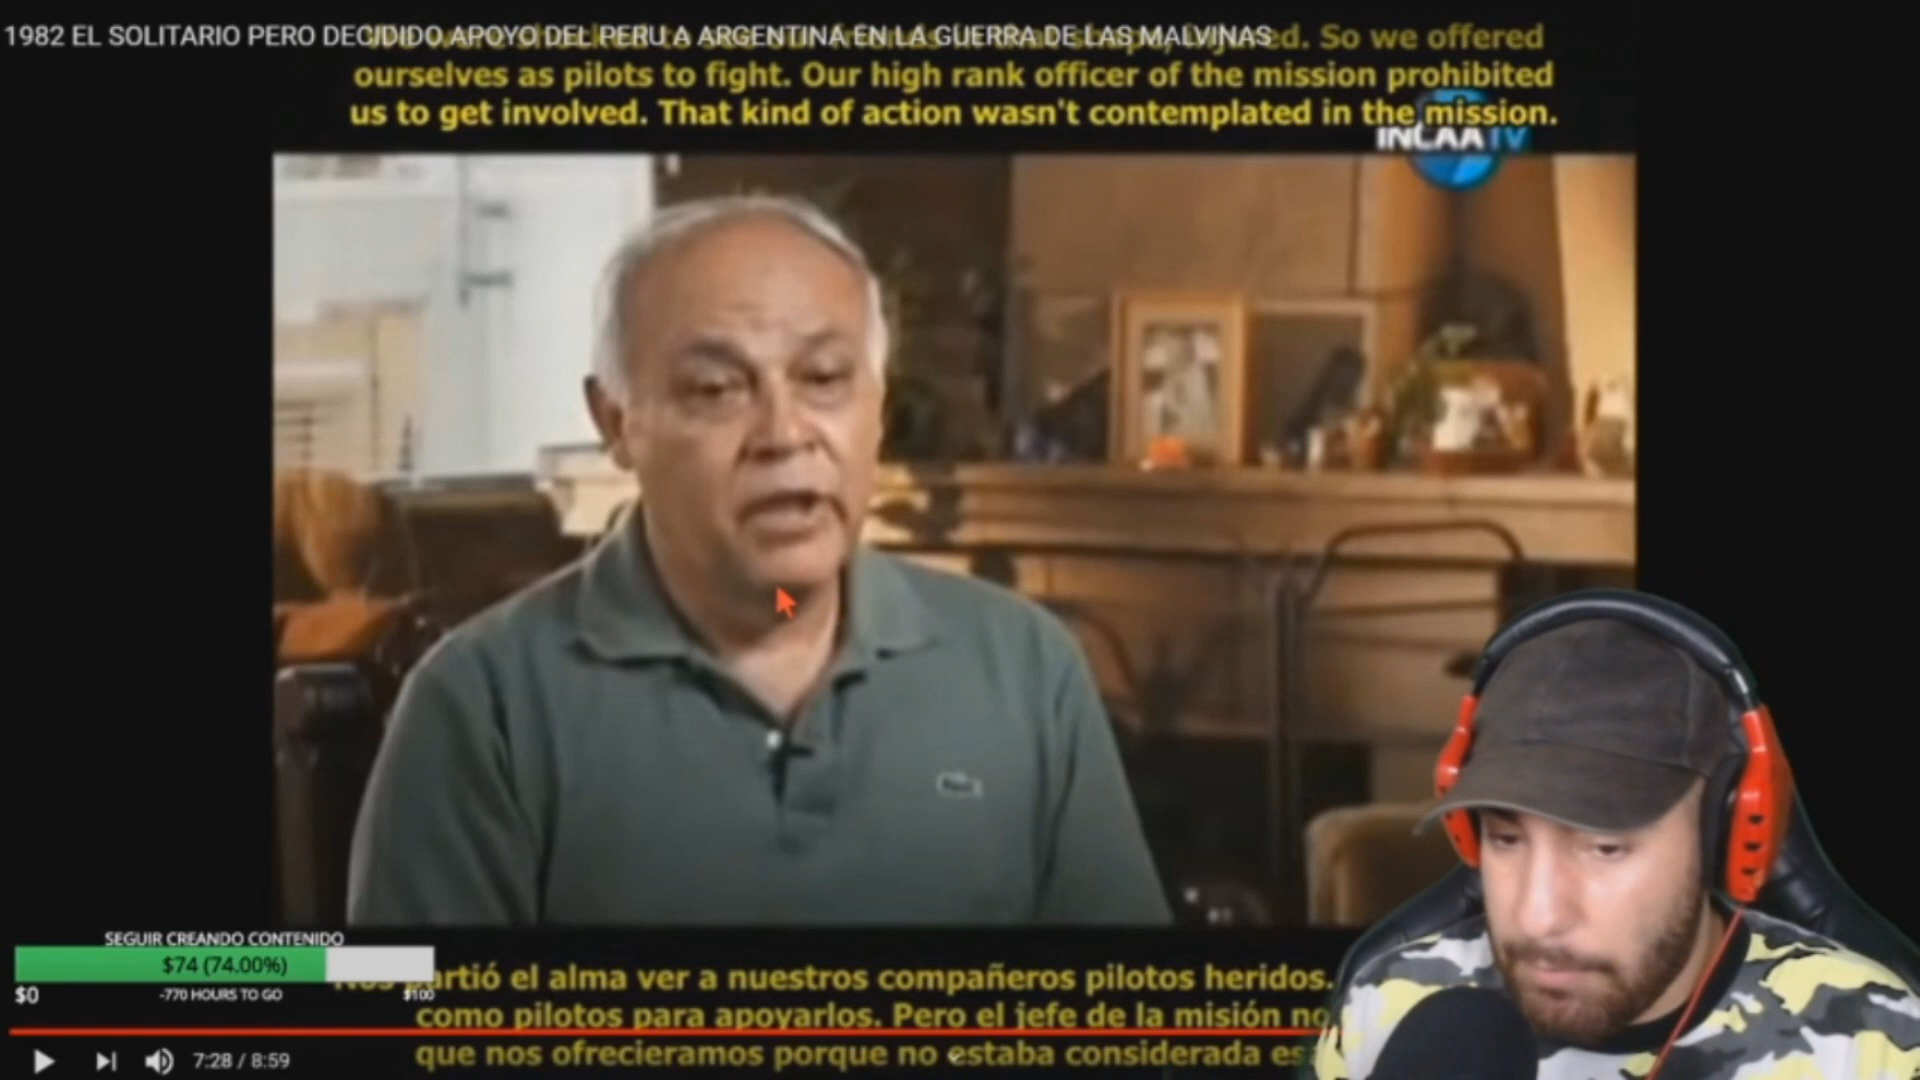 1982 EL SOLITARIO PERO DECIDIDO APOYO DEL PERU A ARGENTINA EN LA GUERRA DE LAS MALVINAS
So we offered
ourselves as pilots to fight. Our high rank officer of the mission prohibited
us to get involved. That kind of action wasn't contemplated in the mission.
INCAA TV
SEGUIR CREANDO CONTENIDO
$74 (74.00%)
$0
-770 HOURS TO GO
$100
el alma ver a nuestros compañeros pilotos heridos.
como pilotos para apoyarlos. Pero el jefe de la misión no
que nos ofrecieramos porque no estaba considerada
7:28 / 8:59